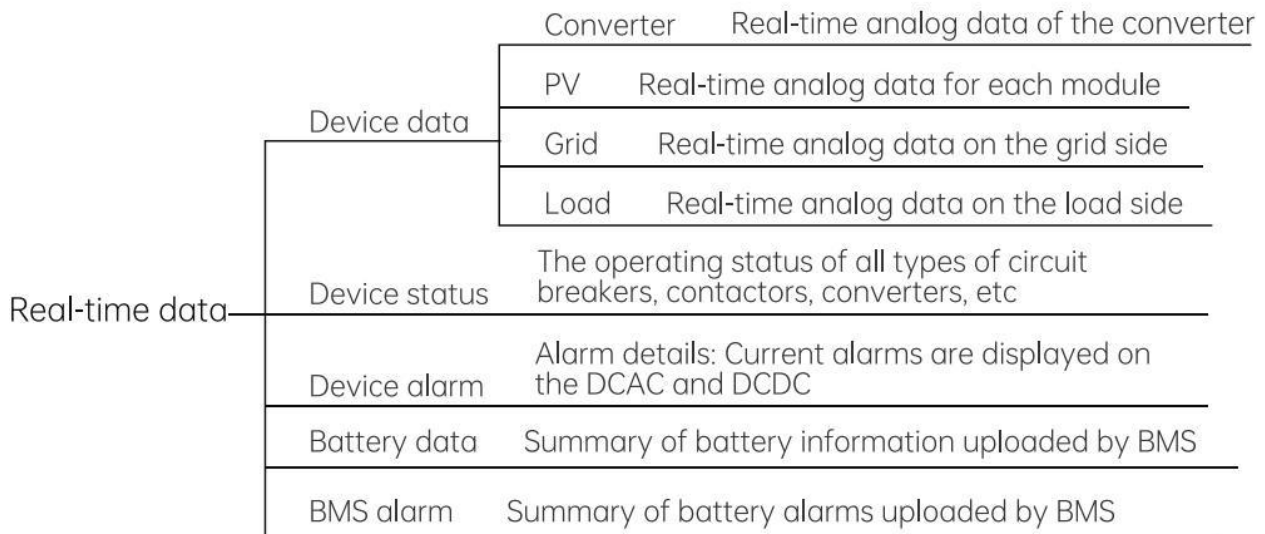 Converter Real-time analog data of the converter
PV Real-time analog data for each module
Device data
Grid Real-time analog data on the grid side
Load Real-time analog data on the load side
The operating status of all types of circuit
Device status breakers, contactors, converters, etc
Real-time data
Alarm details: Current alarms are displayed on
Device alarm the DCAC and DCDC
Battery data Summary of battery information uploaded by BMS
BMS alarm Summary of battery alarms uploaded by BMS